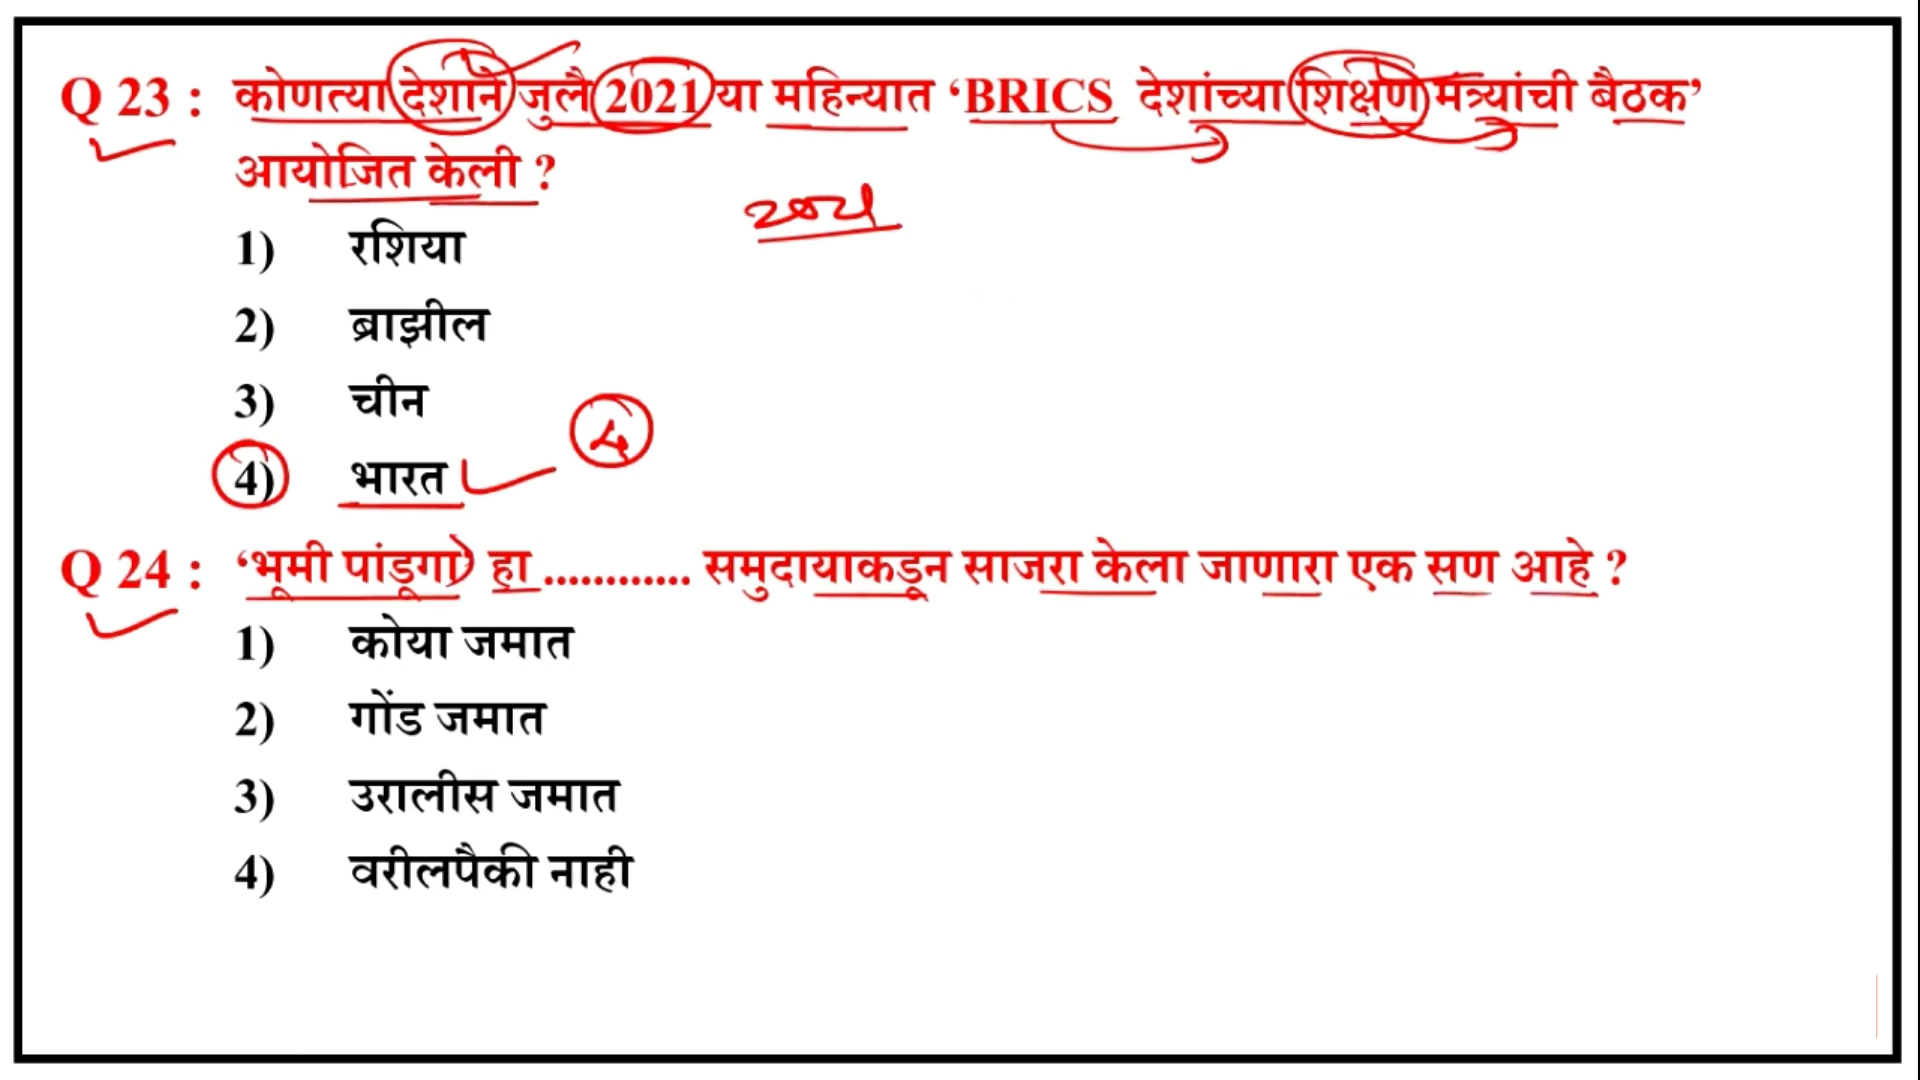 Q 23 : कोणत्या देशाने जुलै 2021 या महिन्यात ‘BRICS देशांच्या शिक्षण मंत्र्यांची बैठक’
आयोजित केली ?
2021
1) रशिया
2) ब्राझील
3) चीन
4
4) भारत
Q 24 : ‘भूमी पांडूगा’ हा ............ समुदायाकडून साजरा केला जाणारा एक सण आहे ?
1) कोया जमात
2) गोंड जमात
3) उरालीस जमात
4) वरीलपैकी नाही